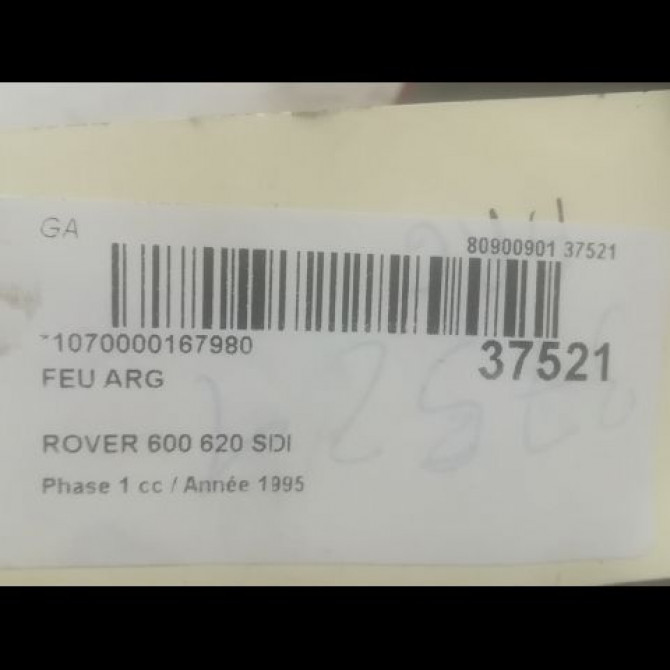 GA
80900901 37521
*1070000167980
37521
FEU ARG
ROVER 600 620 SDI
Phase 1 cc / Année 1995